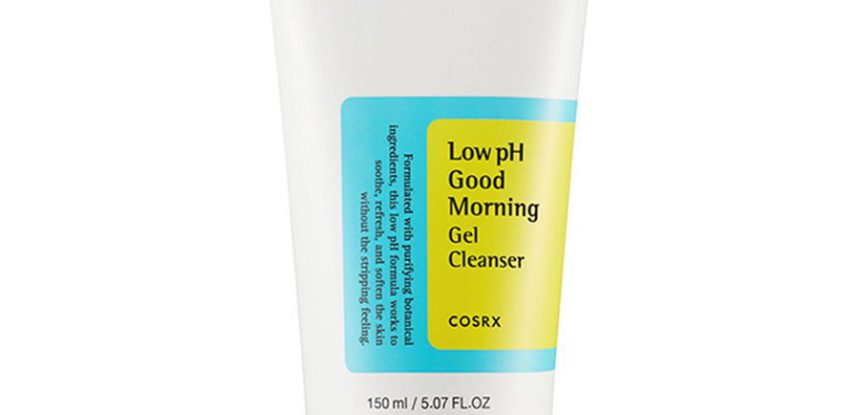 Low pH
Good
Morning
Gel
Cleanser
COSRX
Formulated with purifying botanical
ingredients, this low pH formula works to
soothe, refresh, and soften the skin
without the stripping feeling.
150 ml / 5.07 FL.OZ